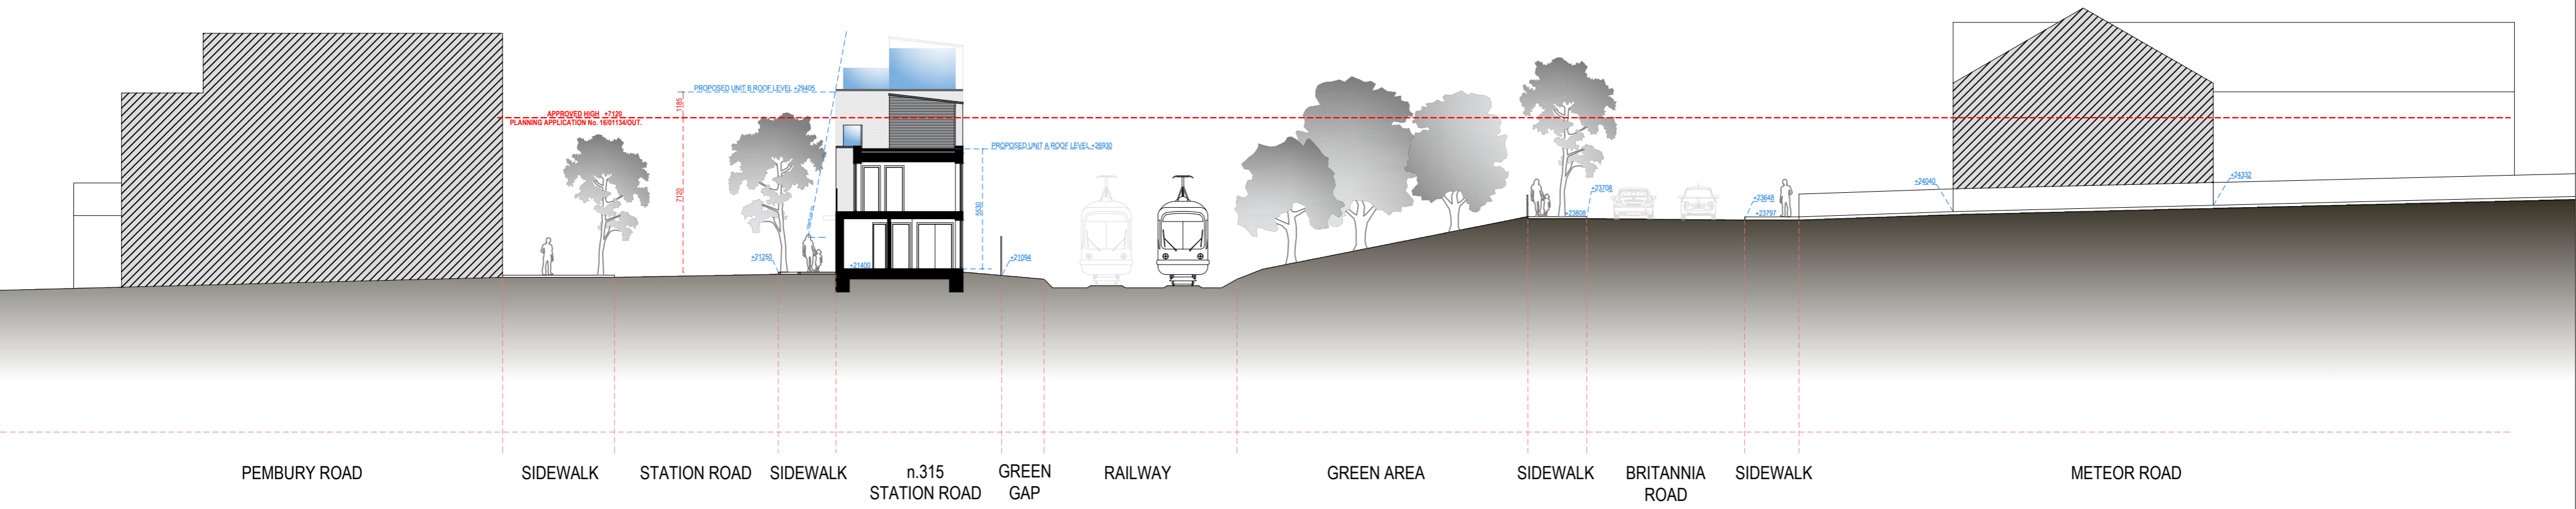 PROPOSED UNIT B ROOF LEVEL +29405
1185
APPROVED HIGH +7120
PLANNING APPLICATION No. 16/01134/OUT.
PROPOSED UNIT A ROOF LEVEL +26930
7120
5530
+21250
+21400
+21094
+23708
+23808
+23648
+23797
+24040
+24332
PEMBURY ROAD
SIDEWALK
STATION ROAD
SIDEWALK
n.315
STATION ROAD
GREEN
GAP
RAILWAY
GREEN AREA
SIDEWALK
BRITANNIA
ROAD
SIDEWALK
METEOR ROAD